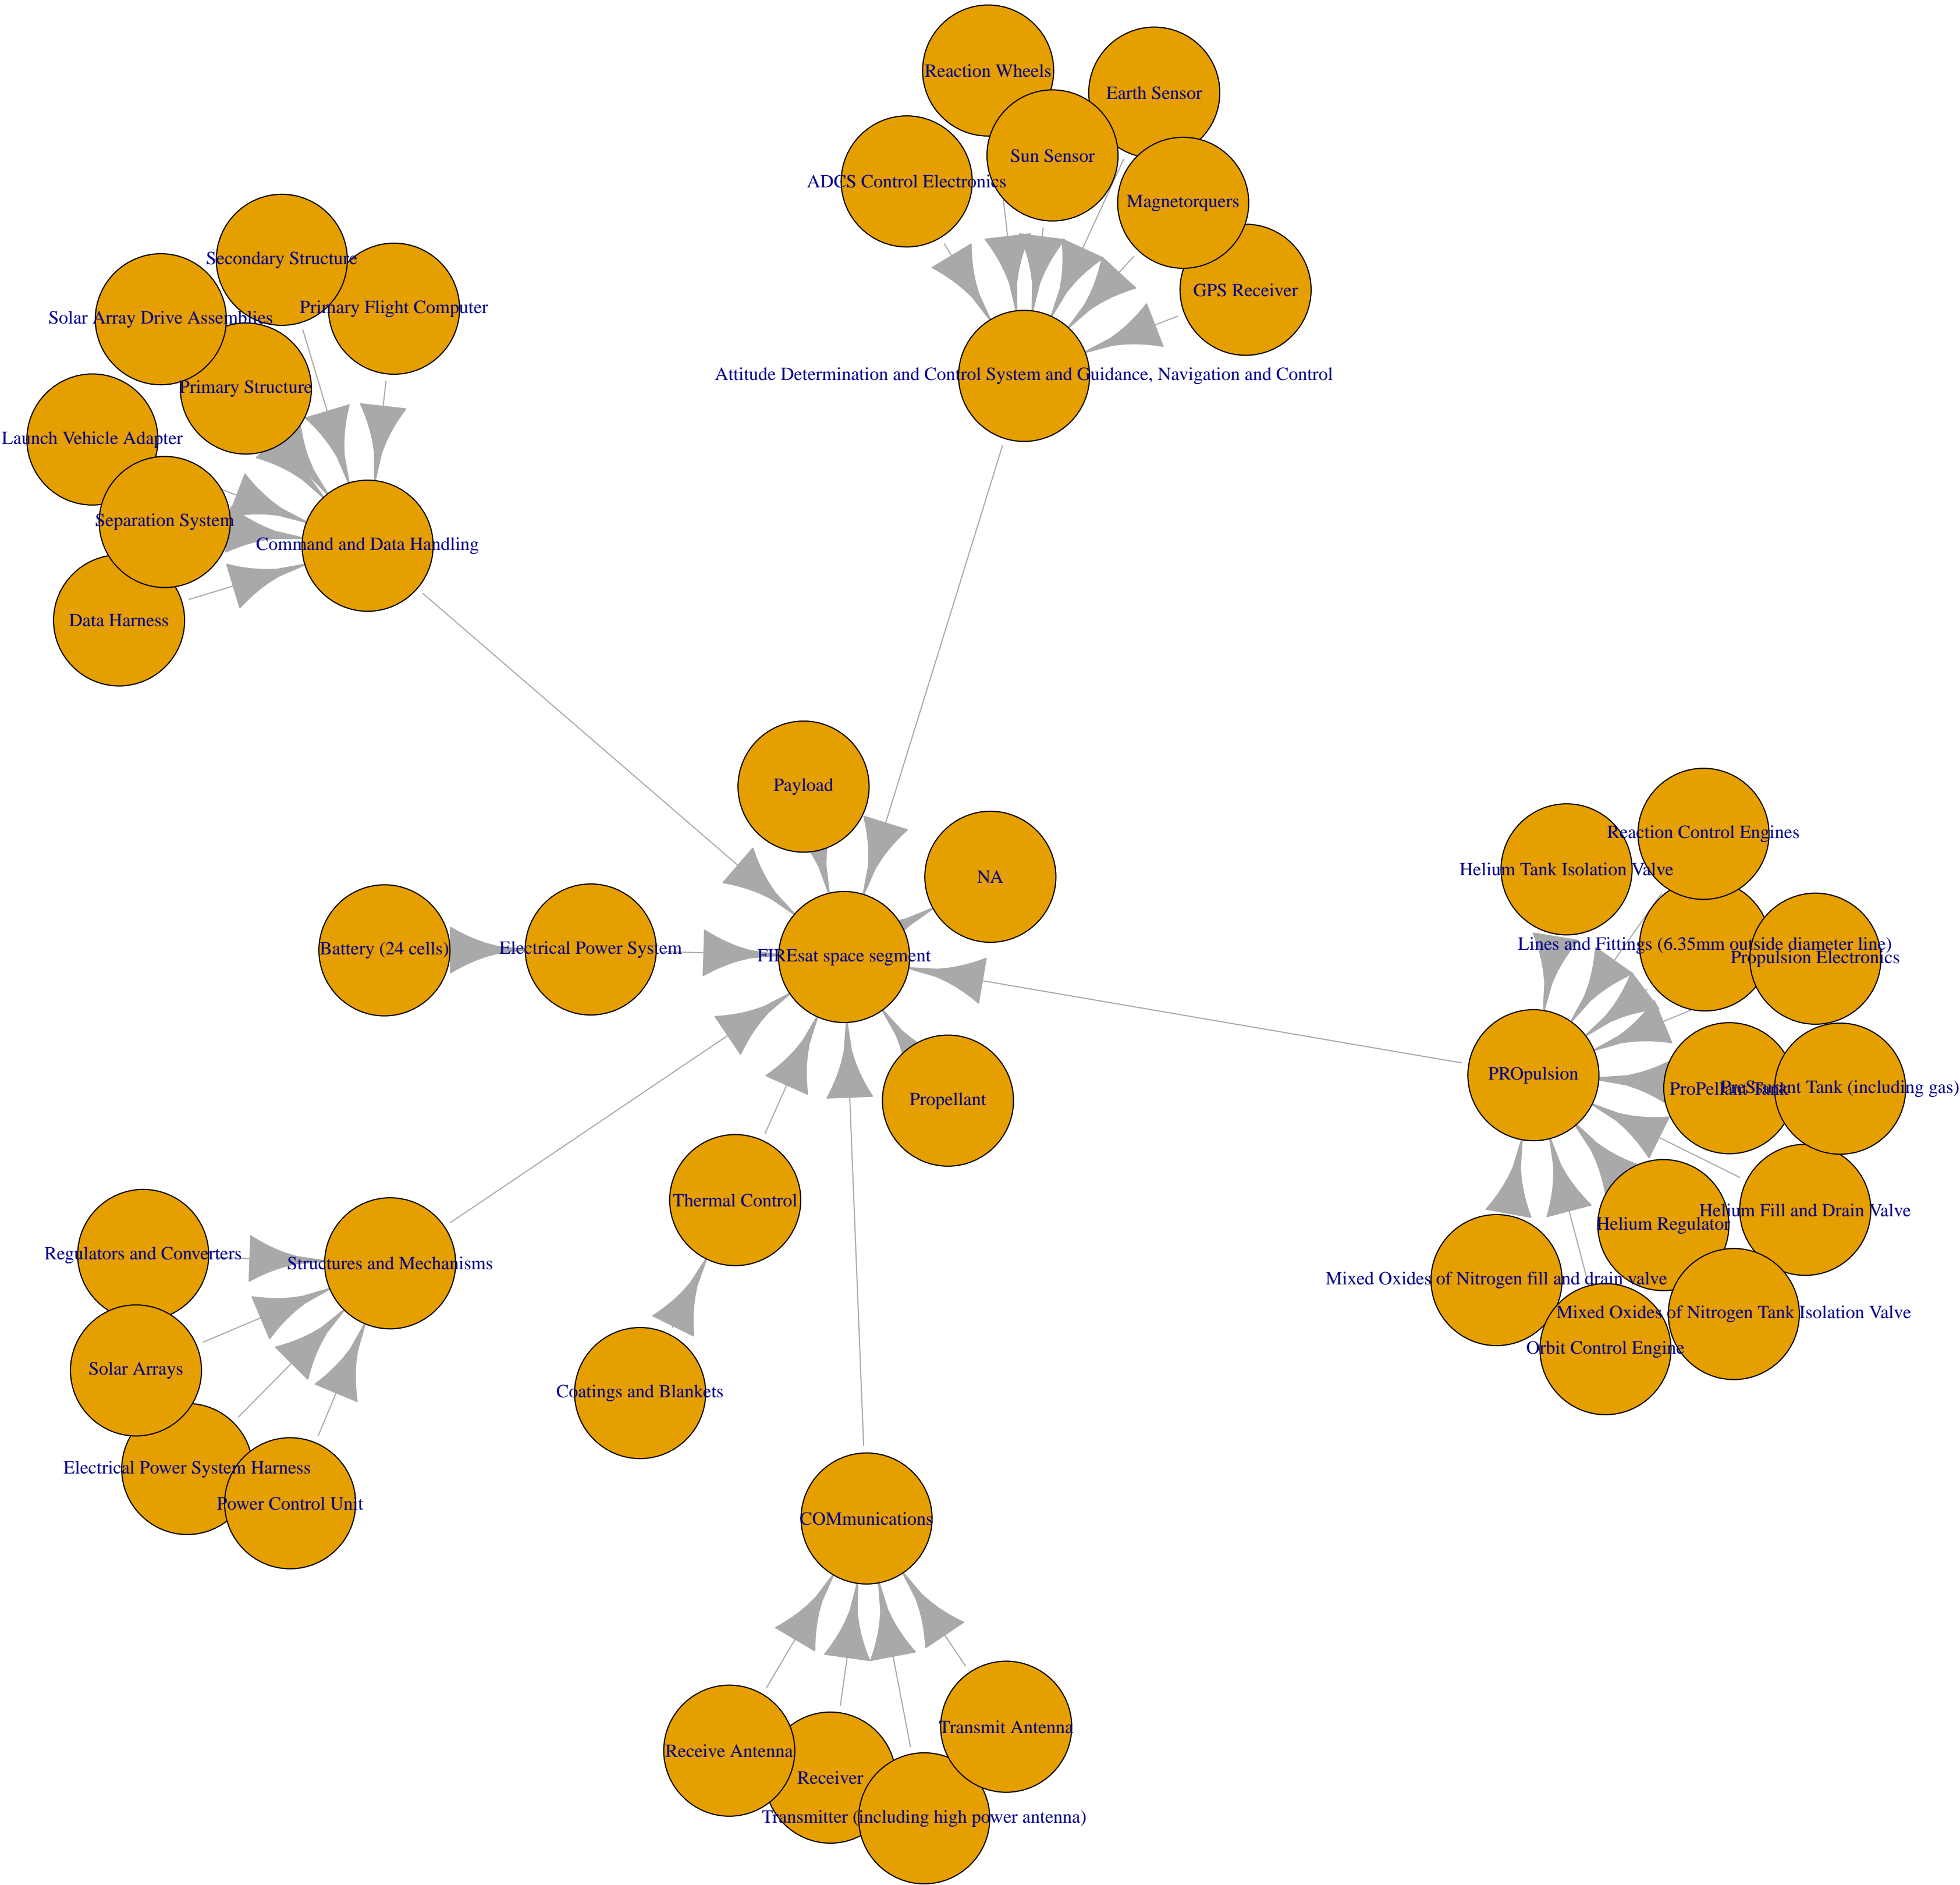 Reaction Wheels
Earth Sensor
Sun Sensor
ADCS Control Electronics
Magnetorquers
GPS Receiver
Attitude Determination and Control System and Guidance, Navigation and Control
Secondary Structure
Primary Flight Computer
Solar Array Drive Assemblies
Primary Structure
Launch Vehicle Adapter
Separation System
Command and Data Handling
Data Harness
Payload
NA
Battery (24 cells)
Electrical Power System
FIREsat space segment
Reaction Control Engines
Helium Tank Isolation Valve
Lines and Fittings (6.35mm outside diameter line)
Propulsion Electronics
PROpulsion
ProPellant Tank
PreSsurant Tank (including gas)
Propellant
Thermal Control
Helium Fill and Drain Valve
Helium Regulator
Mixed Oxides of Nitrogen fill and drain valve
Mixed Oxides of Nitrogen Tank Isolation Valve
Orbit Control Engine
Regulators and Converters
Structures and Mechanisms
Solar Arrays
Coatings and Blankets
Electrical Power System Harness
Power Control Unit
COMmunications
Transmit Antenna
Receive Antenna
Receiver
Transmitter (including high power antenna)